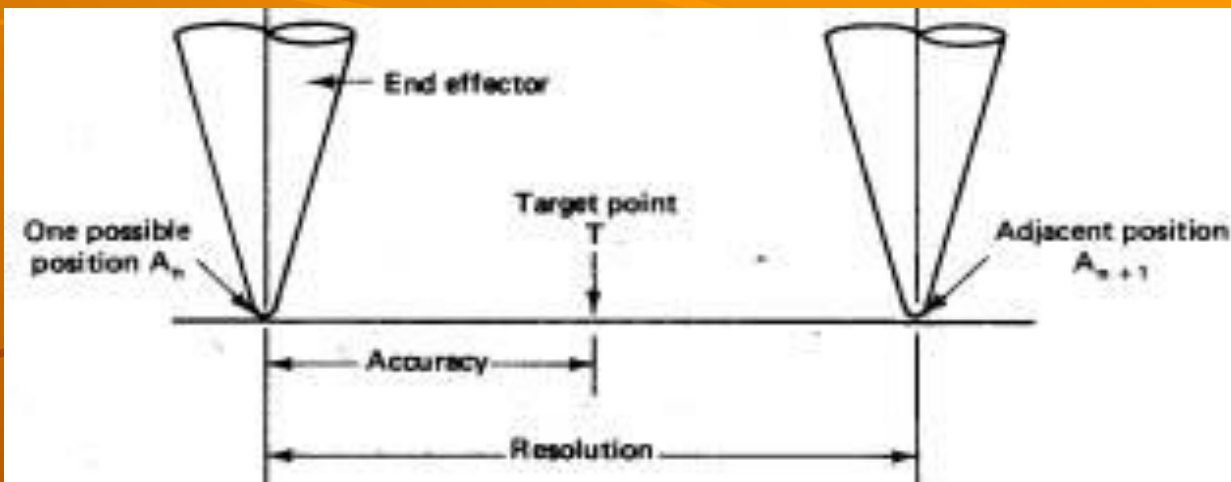 End effector
Target point
T
One possible
position Aₙ
Adjacent position
Aₙ₊₁
Accuracy
Resolution